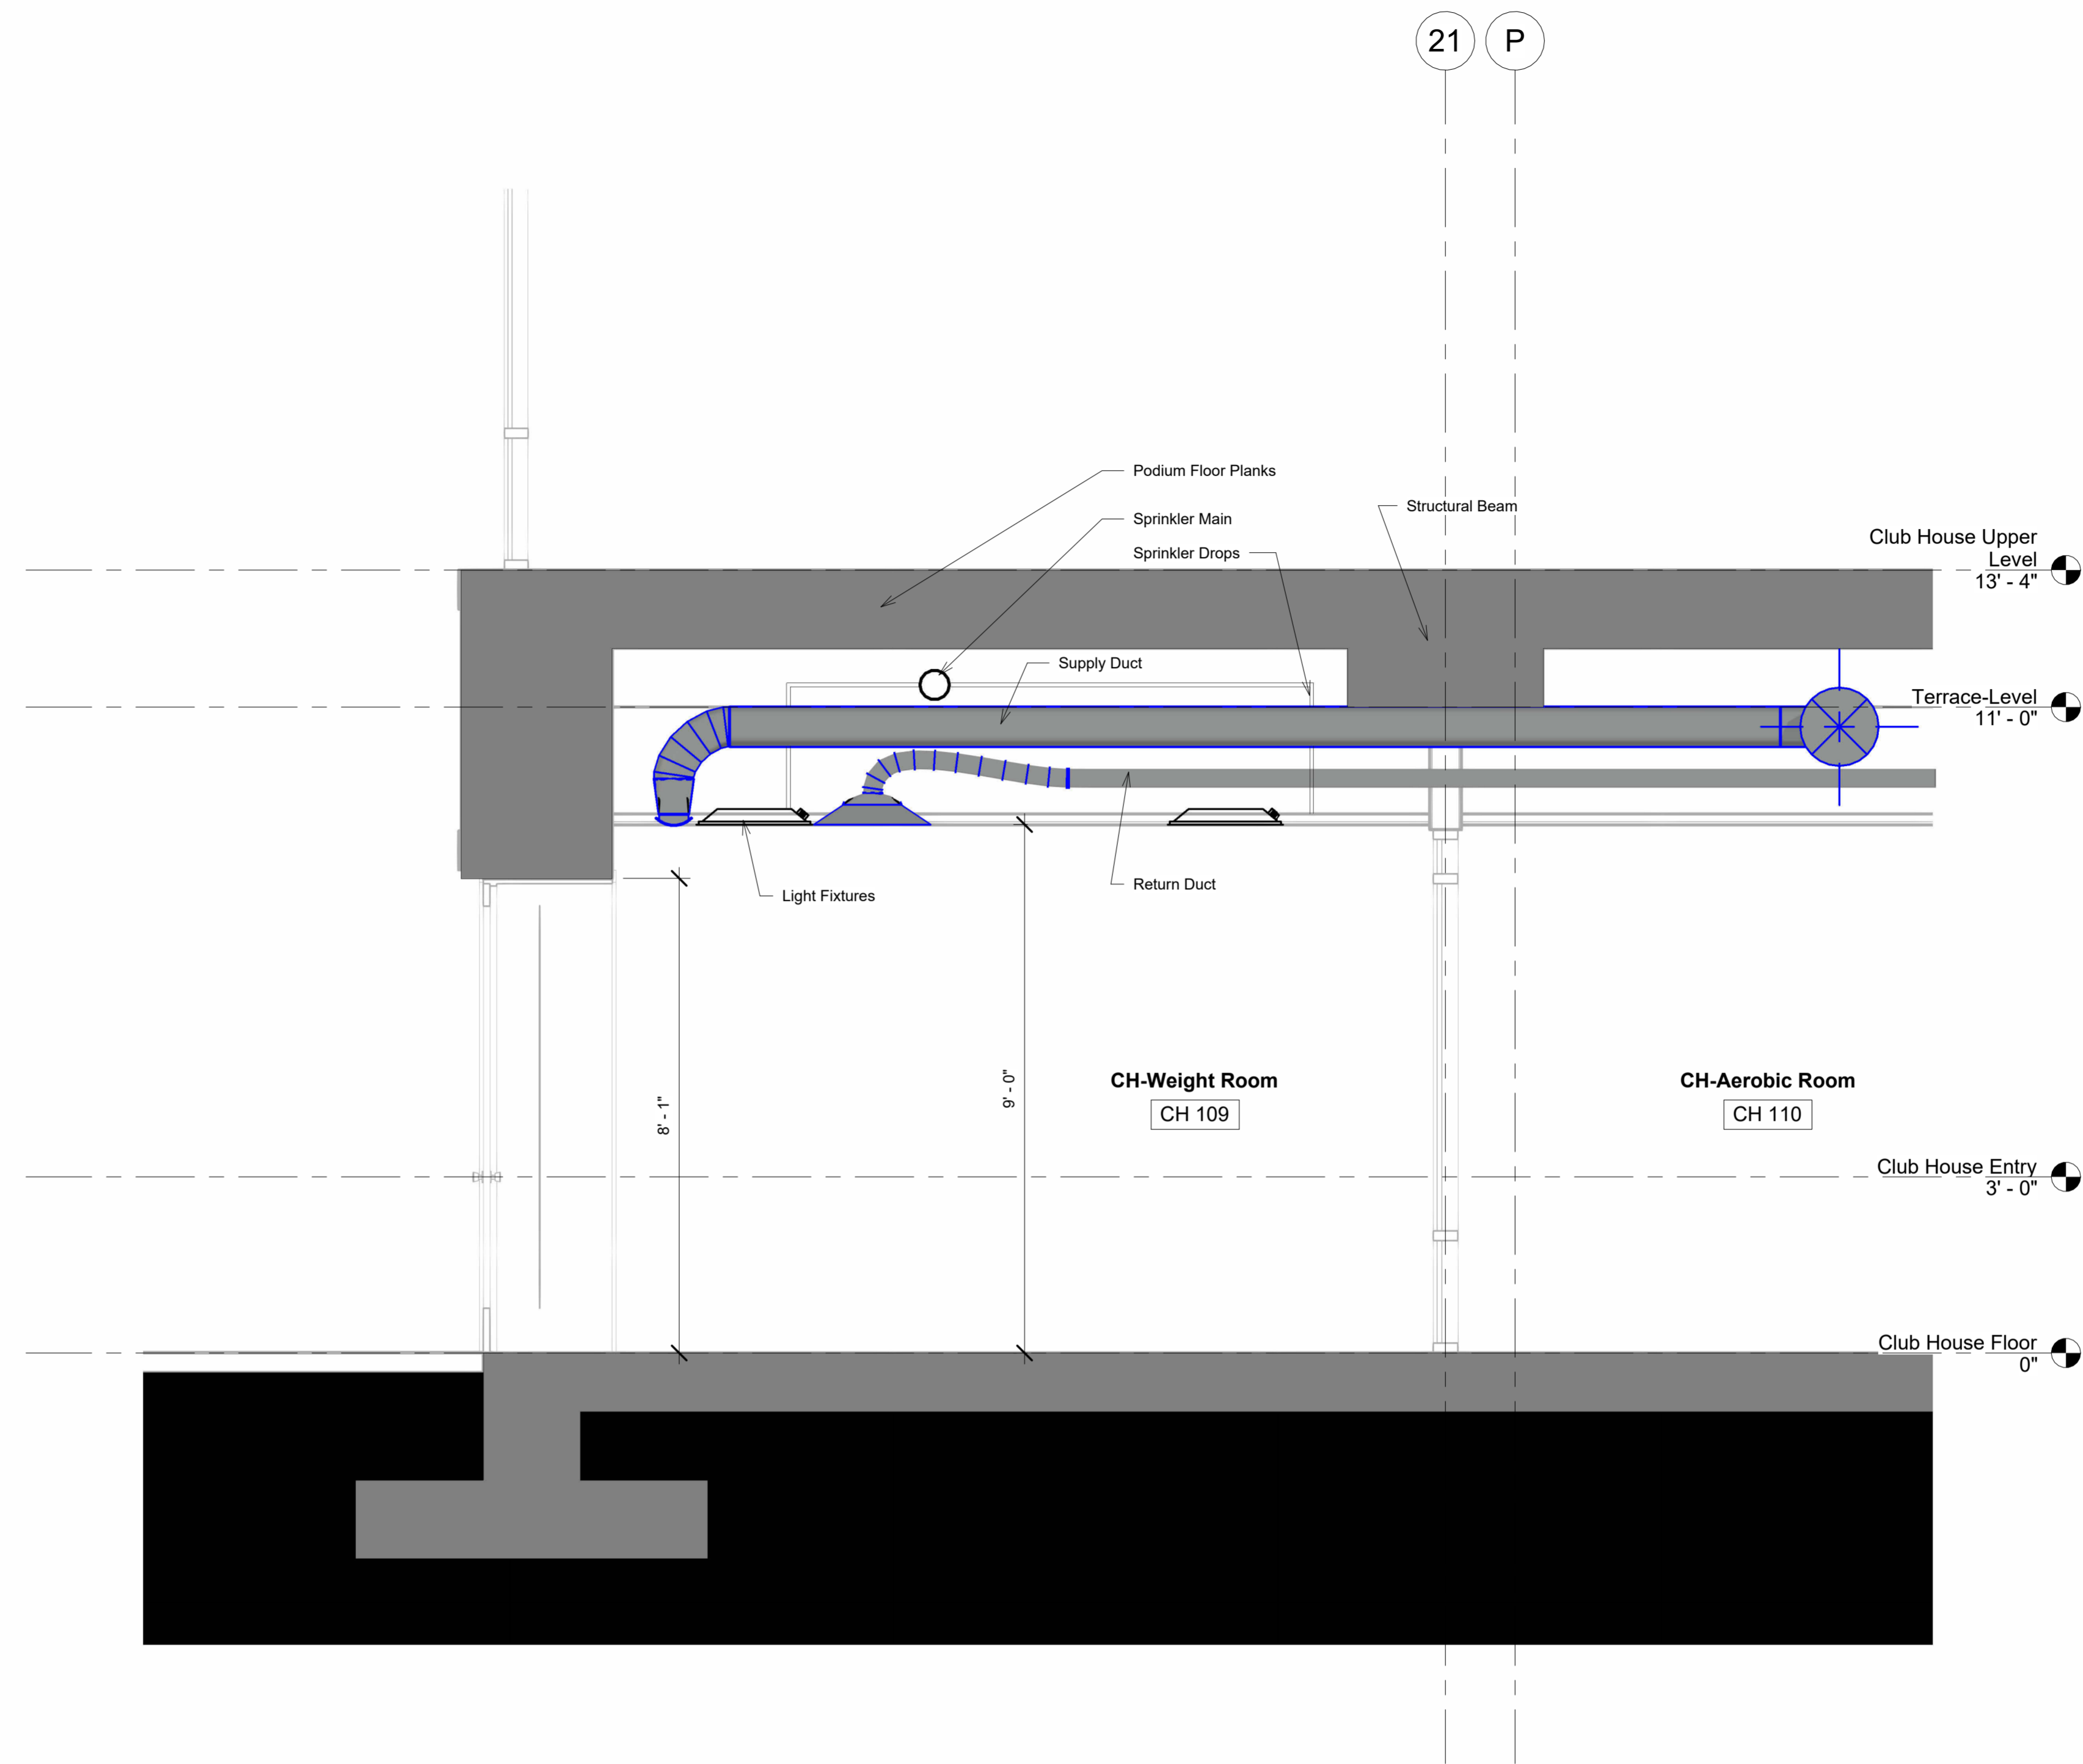 21 P
Podium Floor Planks
Structural Beam
Sprinkler Main
Sprinkler Drops
Club House Upper
Level
13' - 4"
Supply Duct
Terrace-Level
11' - 0"
Return Duct
Light Fixtures
8' - 1"
9' - 0"
CH-Weight Room
CH 109
CH-Aerobic Room
CH 110
Club House Entry
3' - 0"
Club House Floor
0"